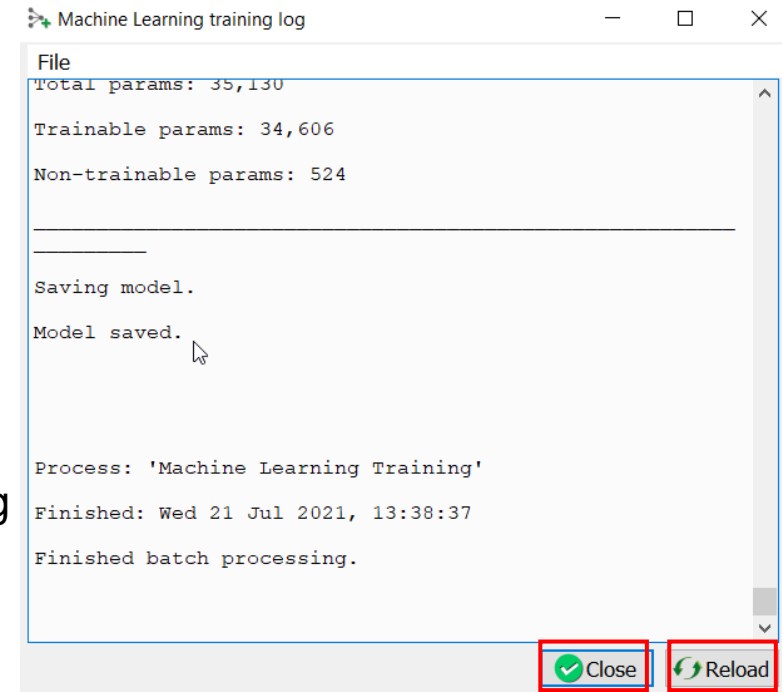 Machine Learning training log
File
Total params: 35,130
Trainable params: 34,606
Non-trainable params: 524
Saving model.
Model saved.
Process: 'Machine Learning Training'
g
Finished: Wed 21 Jul 2021, 13:38:37
Finished batch processing.
Close Reload